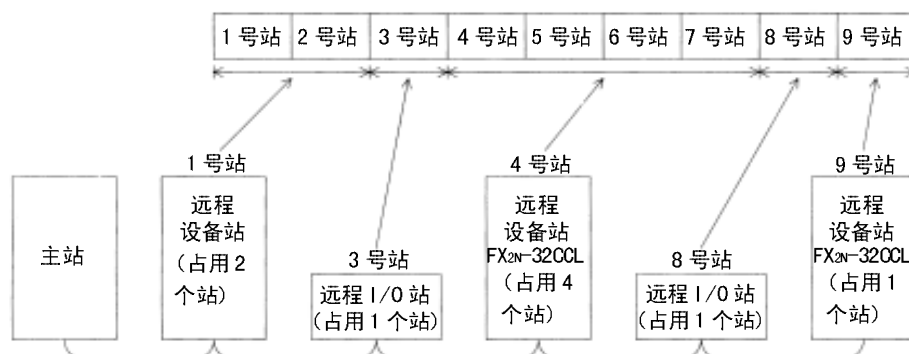 1号站 2号站 3号站 4号站 5号站 6号站 7号站 8号站 9号站
1号站
4号站
9号站
主站
远程
设备站
(占用2
个站)
3号站
远程I/O站
(占用1个站)
远程
设备站
FX2N-32CCL
(占用4
个站)
8号站
远程I/O站
(占用1个站)
远程
设备站
FX2N-32CCL
(占用1
个站)